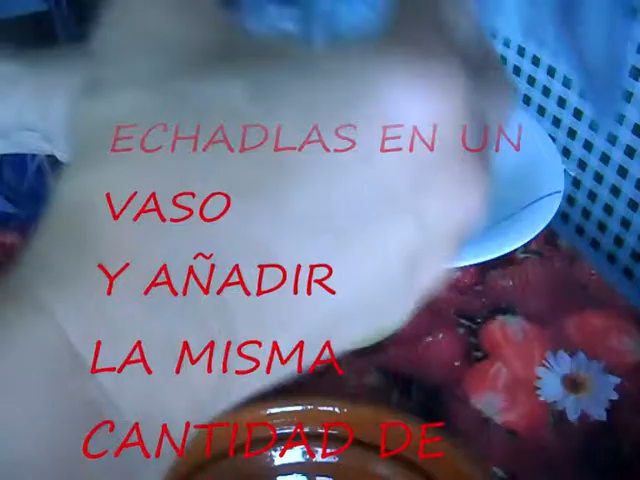 ECHADLAS EN UN
VASO
Y AÑADIR
LA MISMA
CANTIDAD DE